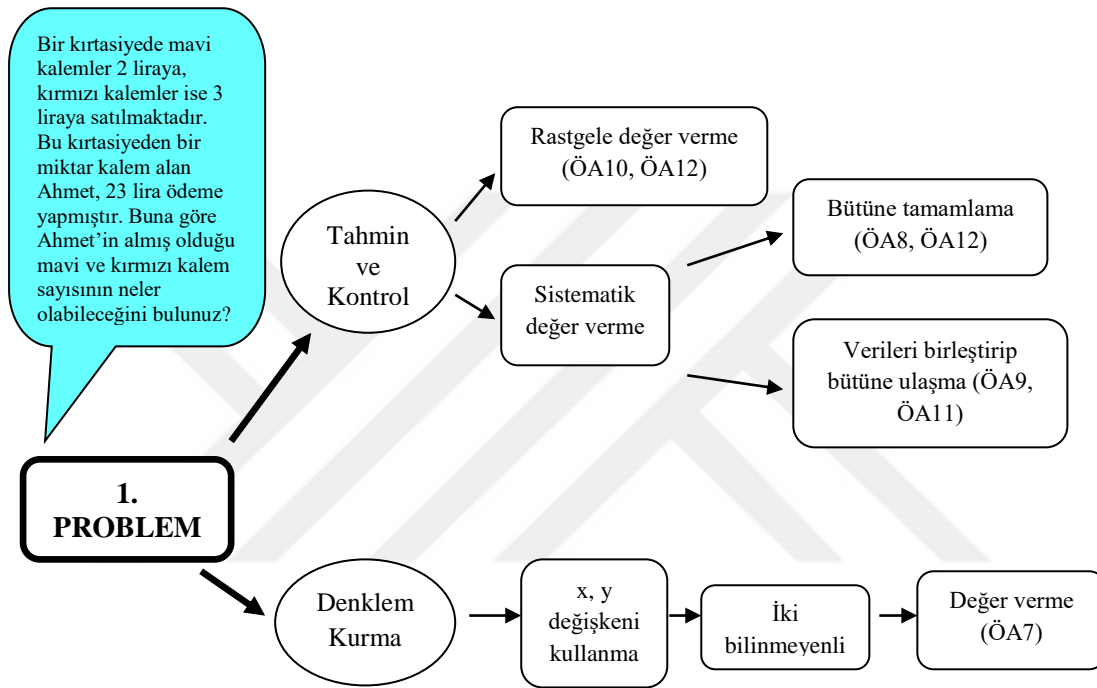 Bir kırtasiyede mavi
kalemler 2 liraya,
kırmızı kalemler ise 3
liraya satılmaktadır.
Bu kırtasiyeden bir
miktar kalem alan
Ahmet, 23 lira ödeme
yapmıştır. Buna göre
Ahmet’in almış olduğu
mavi ve kırmızı kalem
sayısının neler
olabileceğini bulunuz?
1.
PROBLEM
Tahmin
ve
Kontrol
Rastgele değer verme
(ÖA10, ÖA12)
Sistematik
değer verme
Bütüne tamamlama
(ÖA8, ÖA12)
Verileri birleştirip
bütüne ulaşma (ÖA9,
ÖA11)
Denklem
Kurma
x, y
değişkeni
kullanma
İki
bilinmeyenli
Değer verme
(ÖA7)